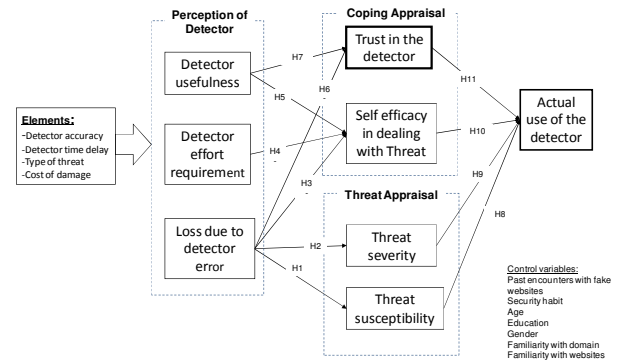 Perception of
Detector
Coping Appraisal
Detector
usefulness
H7
Trust in the
detector
H6
H5
H11
Elements:
-Detector accuracy
-Detector time delay
-Type of threat
-Cost of damage
Detector
effort
requirement
H4
-
Self efficacy
in dealing
with Threat
H10
Actual
use of the
detector
H3
-
H9
Threat Appraisal
H8
Loss due to
detector
error
H2
Threat
severity
H1
Threat
susceptibility
Control variables:
Past encounters with fake
websites
Security habit
Age
Education
Gender
Familiarity with domain
Familiarity with websites